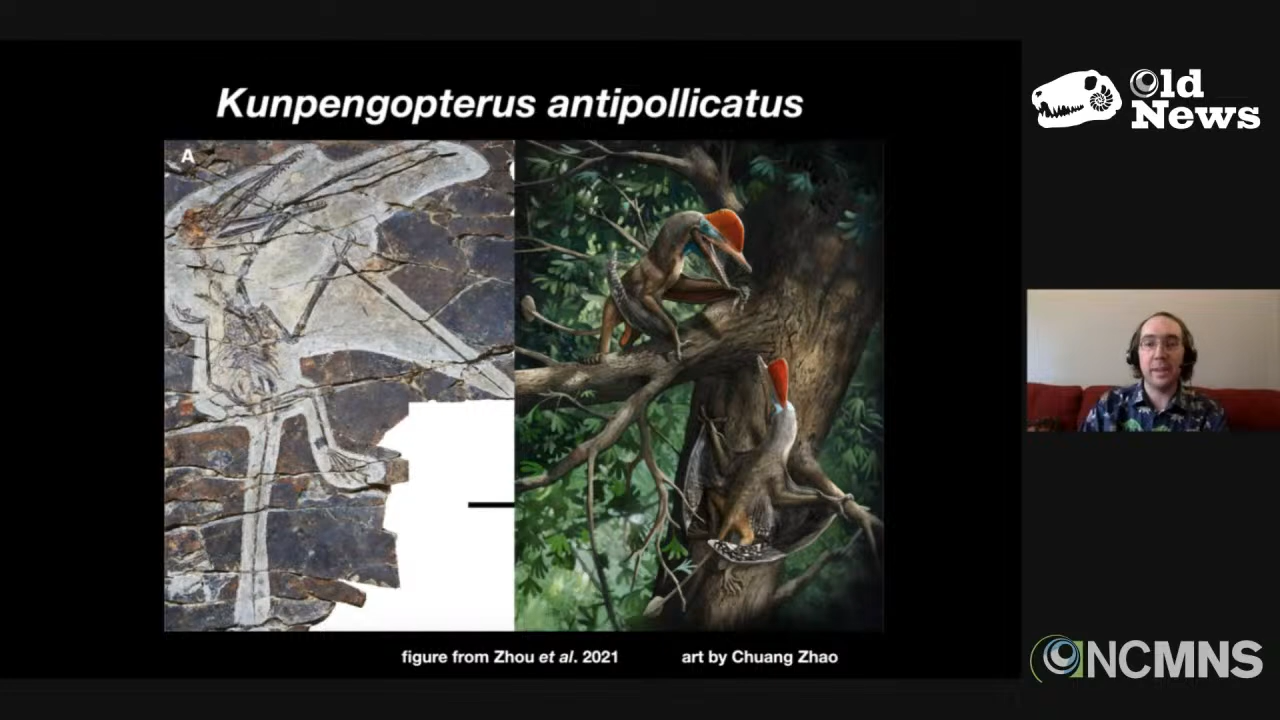 Kunpengopterus antipollicatus
A
figure from Zhou et al. 2021
art by Chuang Zhao
Old
News
NCMNS